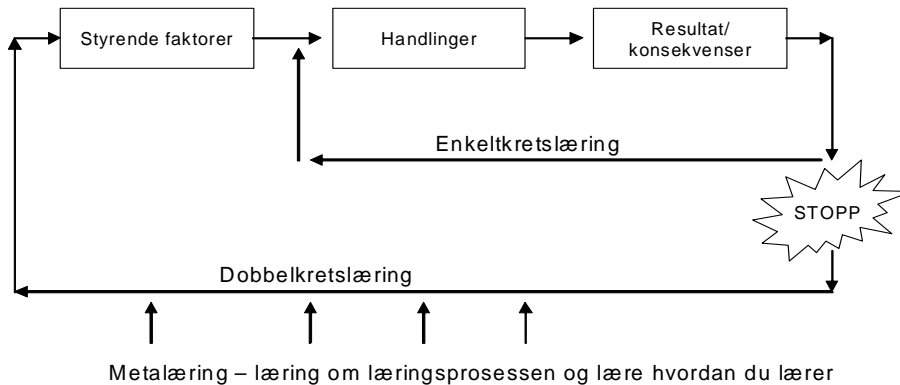 Styrende faktorer
Handlinger
Resultat/
konsekvenser
Enkeltkretslæring
STOPP
Dobbelkretslæring
Metalæring – læring om læringsprosessen og lære hvordan du lærer